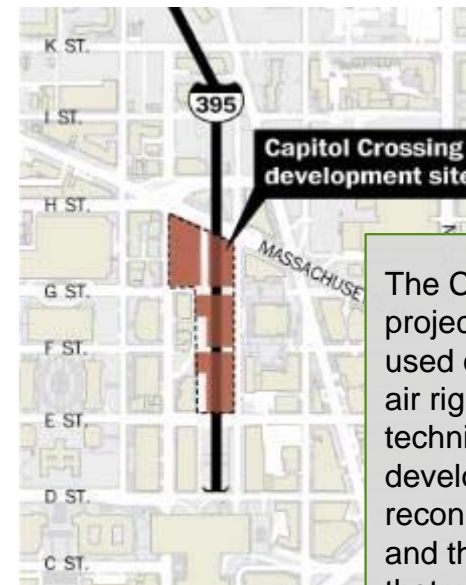 K ST.
395
I ST.
Capitol Crossing
development site
H ST.
G ST.
F ST.
E ST.
D ST.
C ST.
The
projec
used
air rig
techni
develo
recon
and th